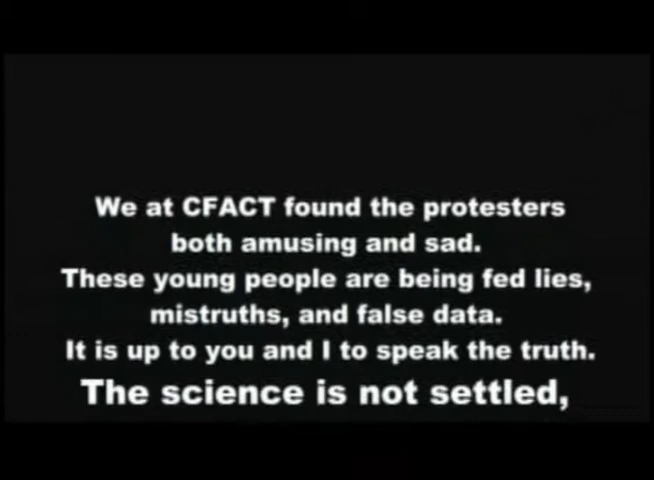 We at CFACT found the protesters
both amusing and sad.
These young people are being fed lies,
mistruths, and false data.
It is up to you and I to speak the truth.
The science is not settled,